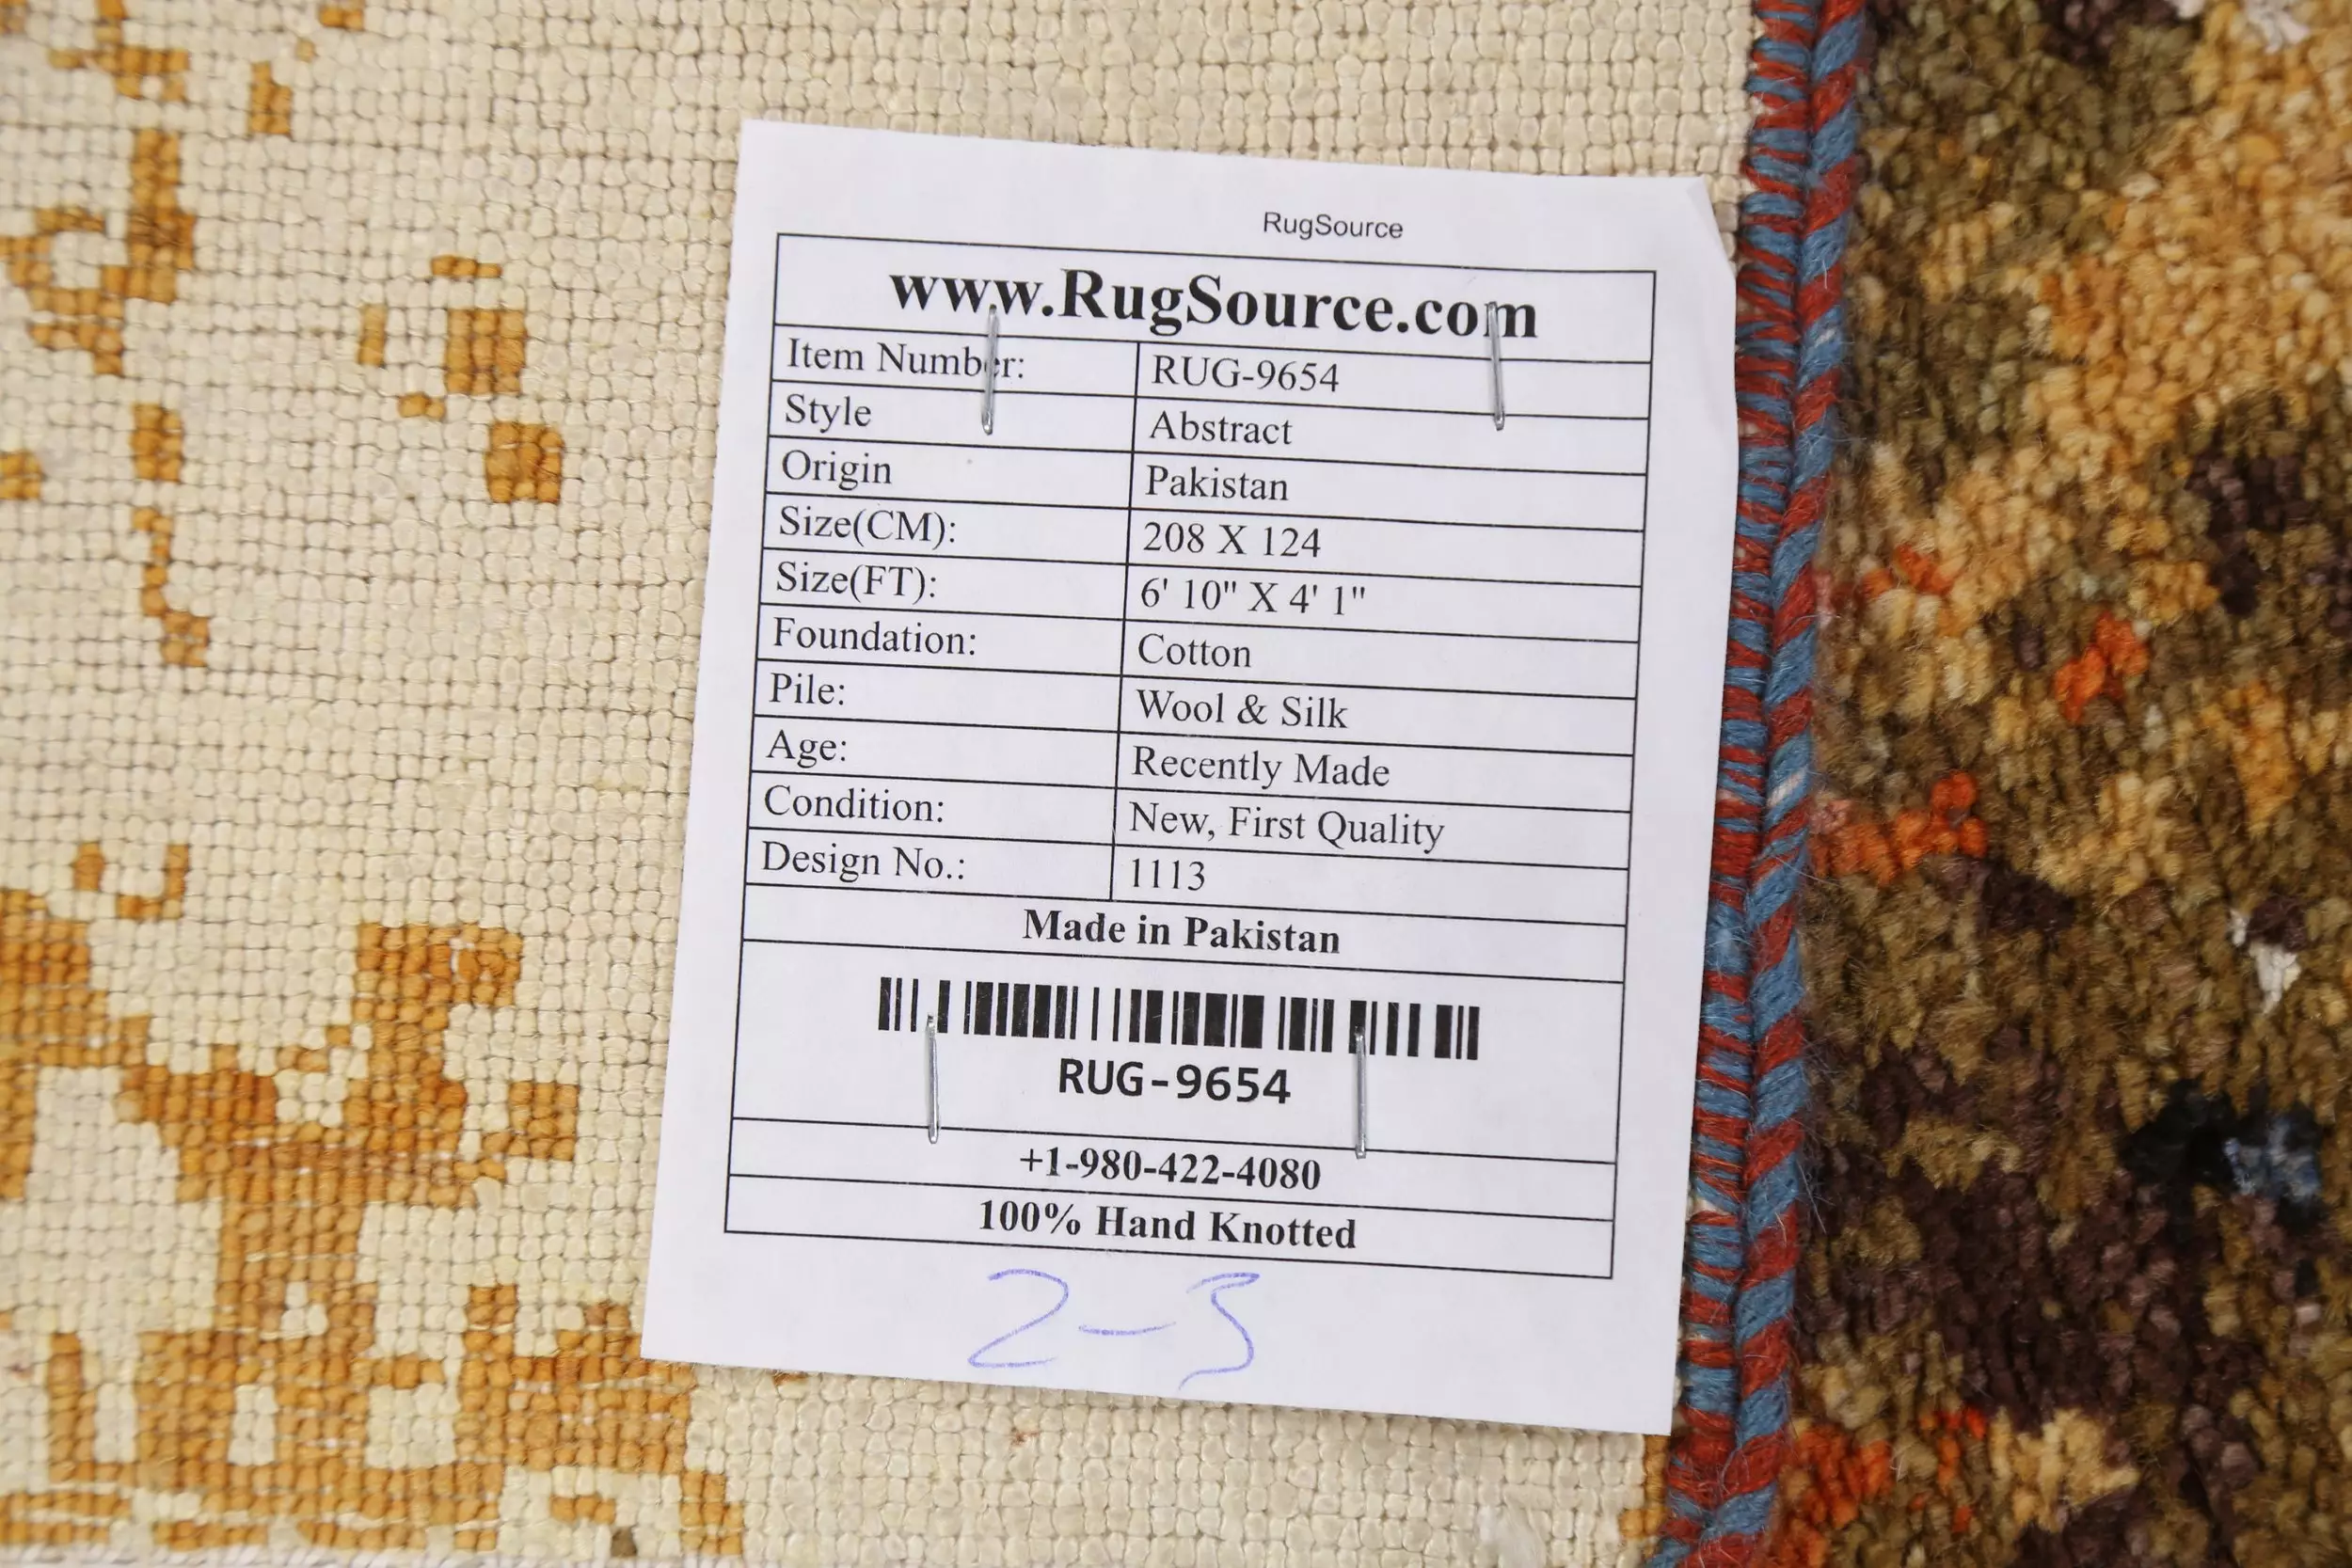 RugSource
www.RugSource.com
Item Number: RUG-9654
Style Abstract
Origin Pakistan
Size(CM): 208 X 124
Size(FT): 6' 10" X 4' 1"
Foundation: Cotton
Pile: Wool & Silk
Age: Recently Made
Condition: New, First Quality
Design No.: 1113
Made in Pakistan
RUG-9654
+1-980-422-4080
100% Hand Knotted
2-3